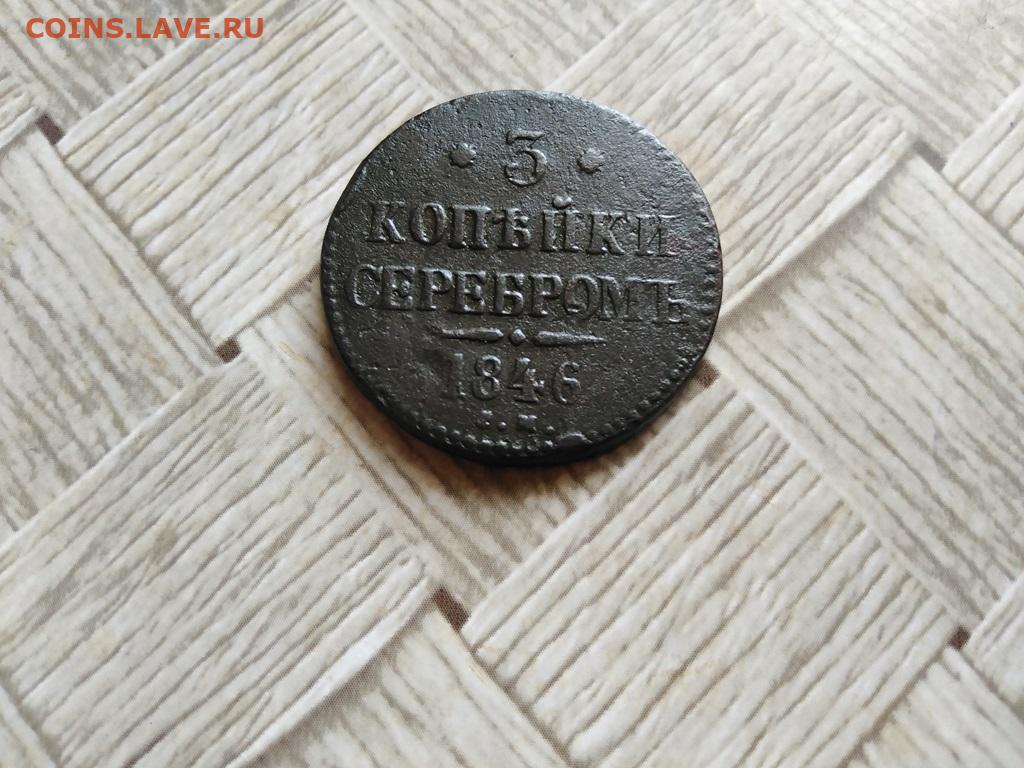 COINS.LAVE.RU
3
КОПѢЙКИ
СЕРЕБРОМЪ
1846